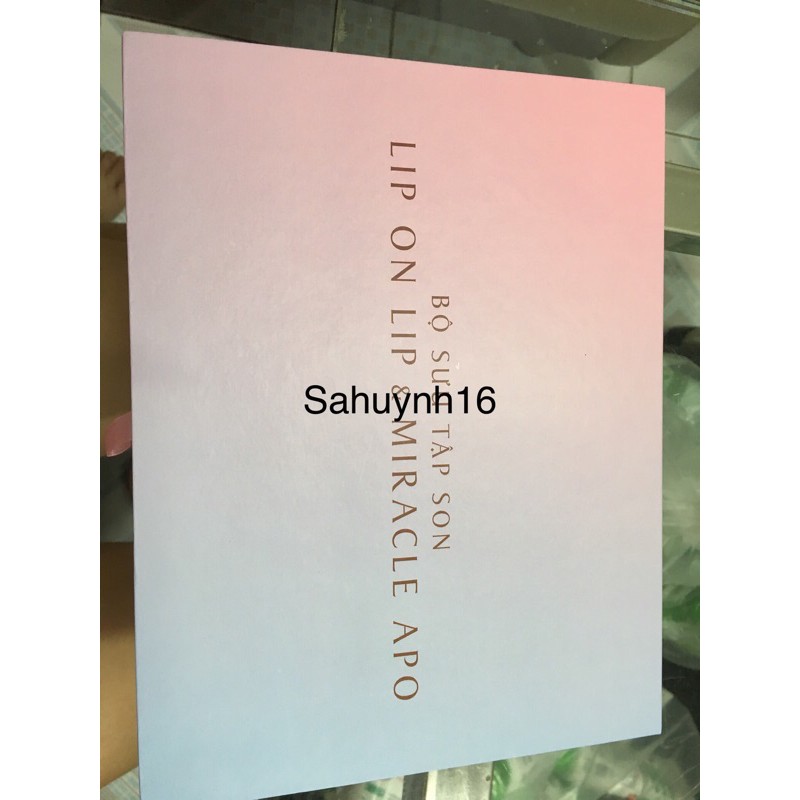 BỘ SƯU TẬP SON
LIP ON LIP & MIRACLE APO
Sahuynh16